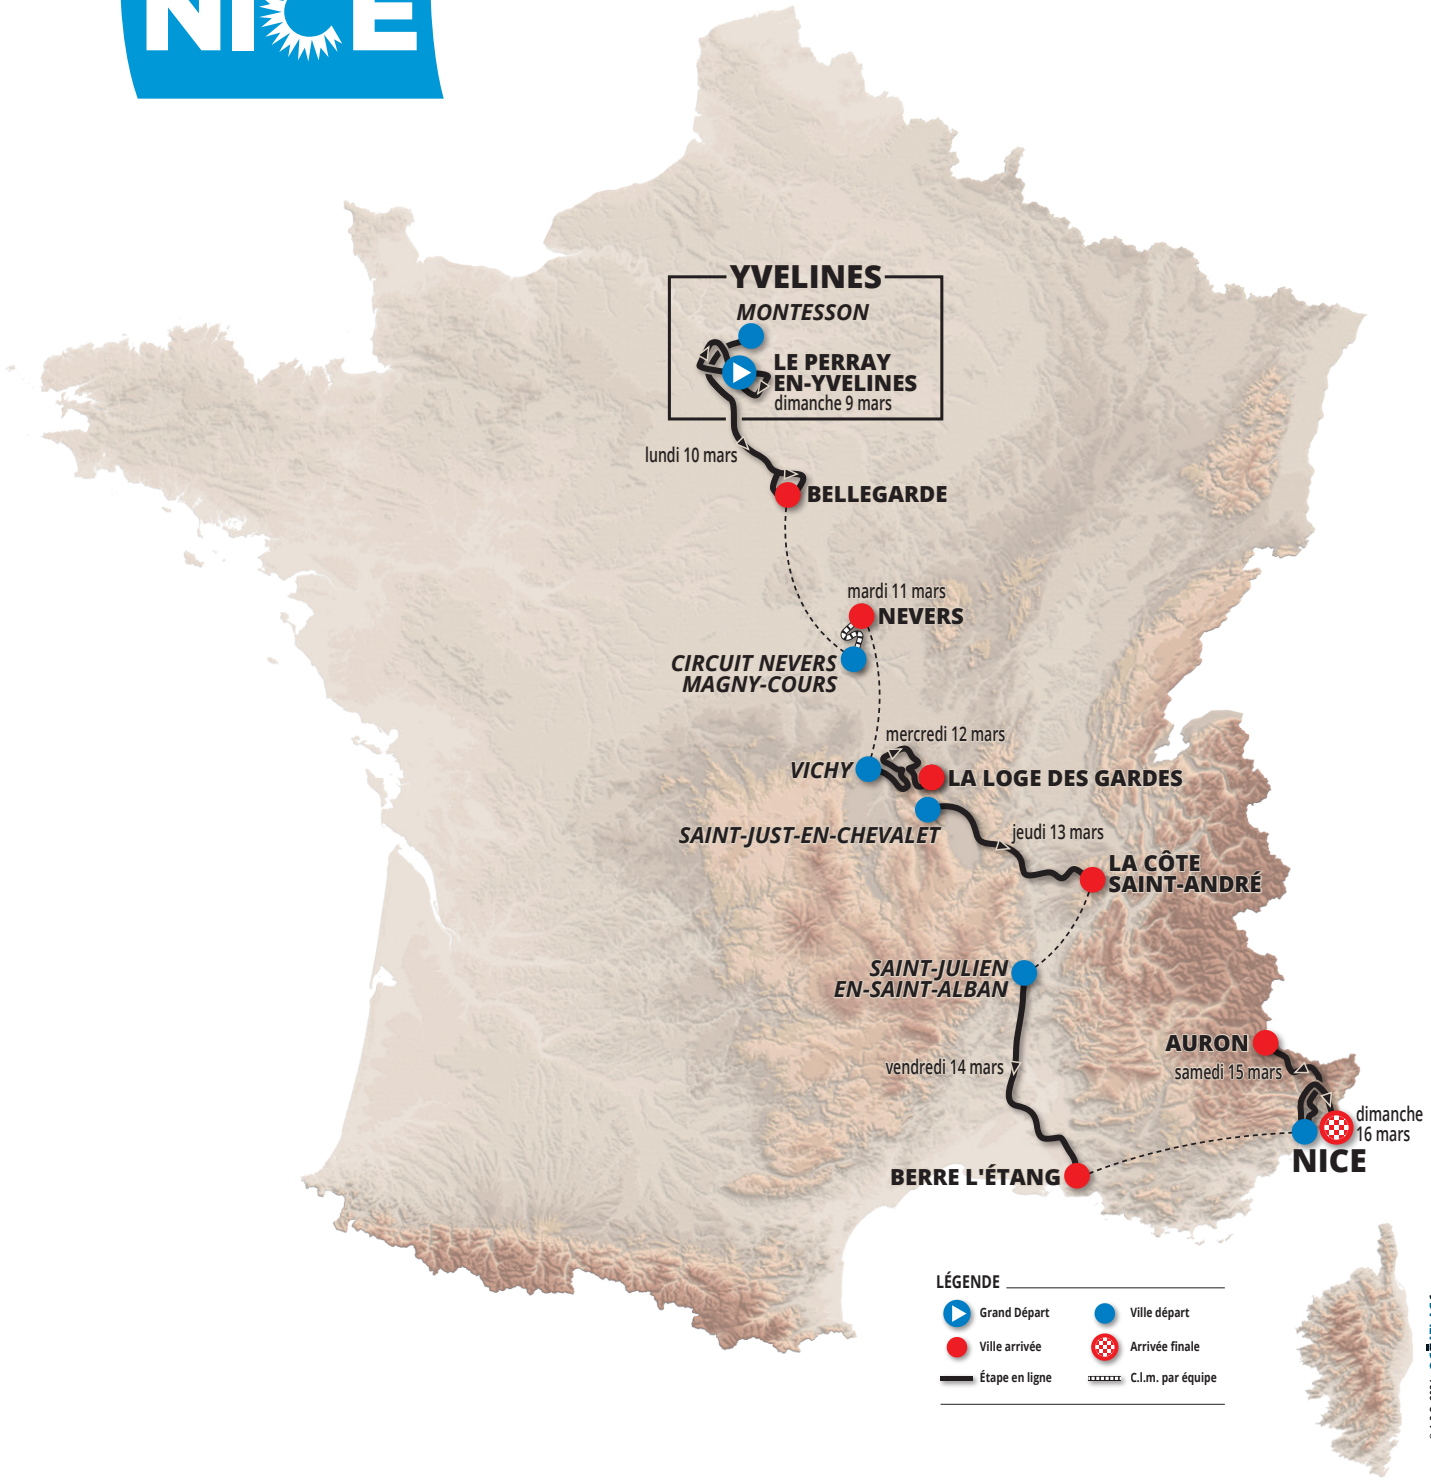 NICE
YVELINES
MONTESSON
LE PERRAY
EN-YVELINES
dimanche 9 mars
lundi 10 mars
BELLEGARDE
mardi 11 mars
NEVERS
CIRCUIT NEVERS
MAGNY-COURS
mercredi 12 mars
VICHY
LA LOGE DES GARDES
SAINT-JUST-EN-CHEVALET
jeudi 13 mars
LA CÔTE
SAINT-ANDRÉ
SAINT-JULIEN
EN-SAINT-ALBAN
AURON
samedi 15 mars
vendredi 14 mars
dimanche
16 mars
NICE
BERRE L'ÉTANG
LÉGENDE
Grand Départ
Ville départ
Ville arrivée
Arrivée finale
Étape en ligne
C.l.m. par équipe